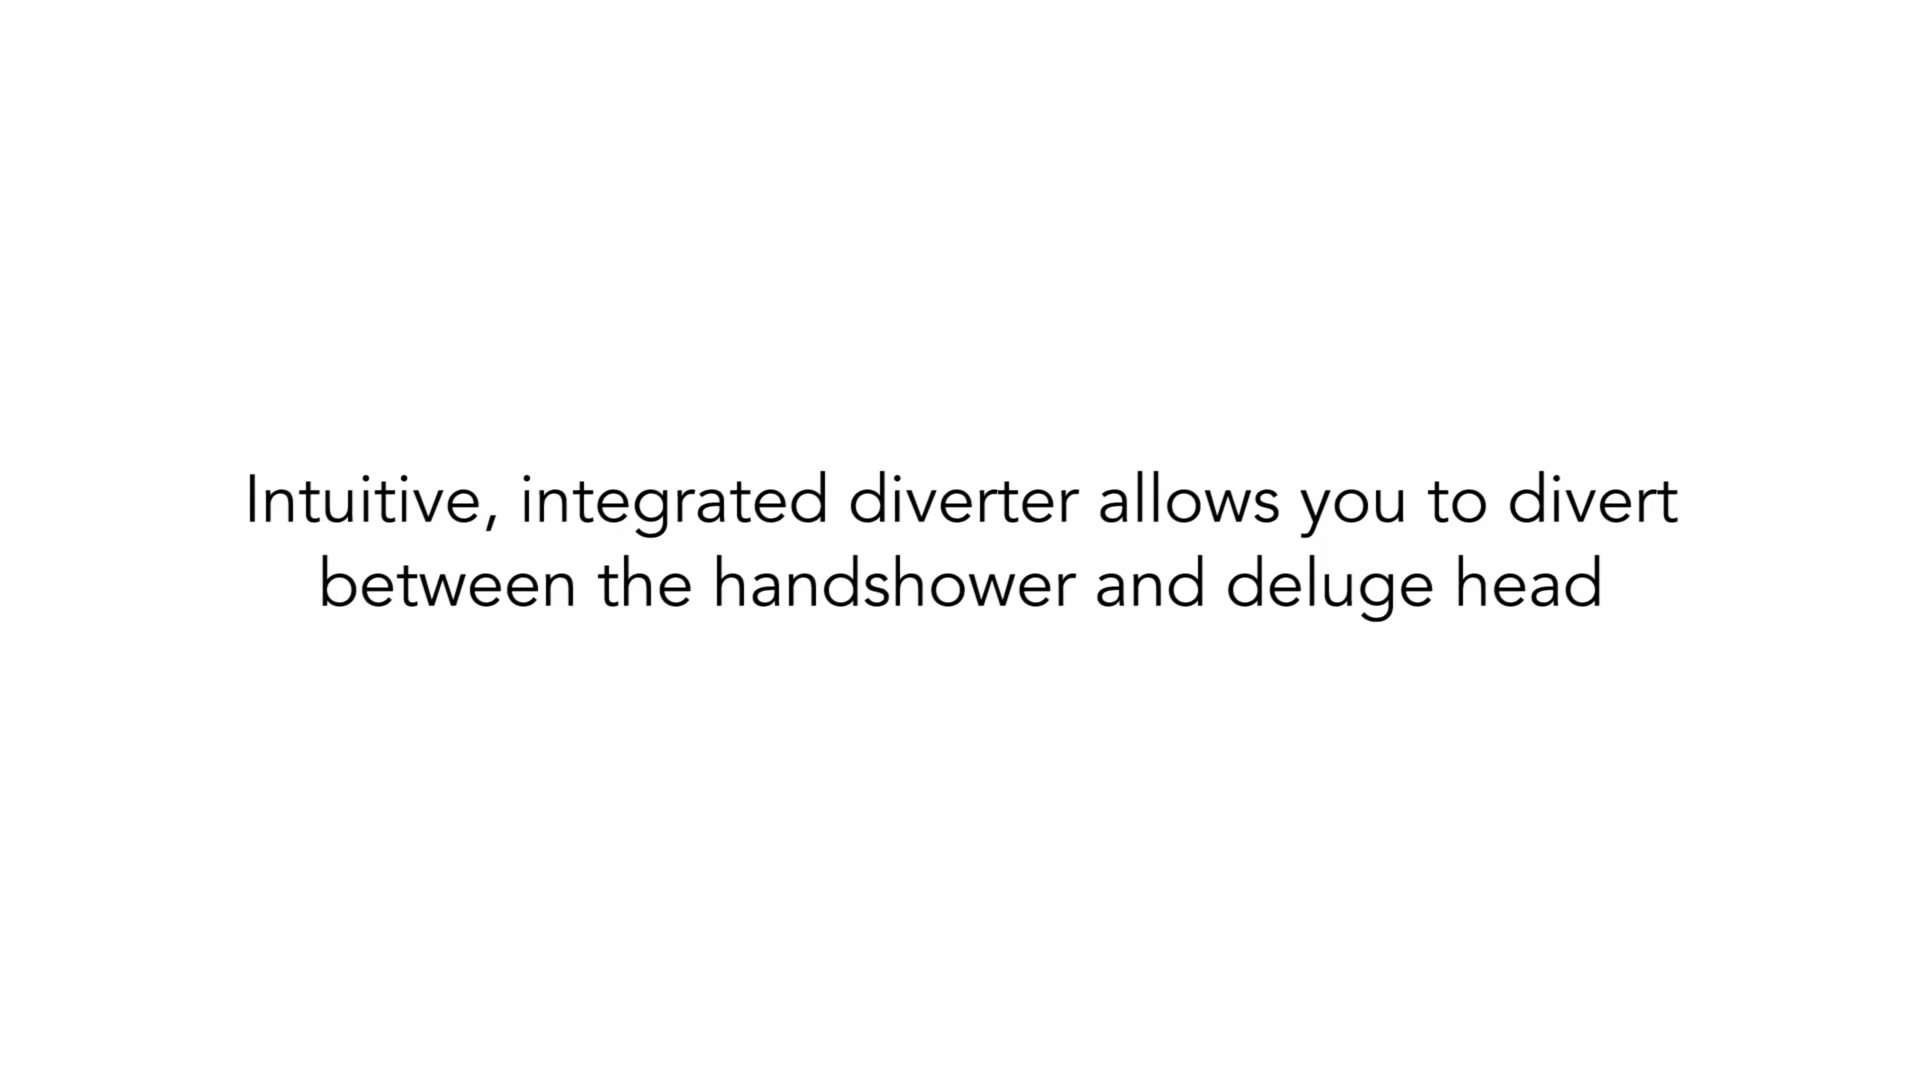 Intuitive, integrated diverter allows you to divert
between the handshower and deluge head